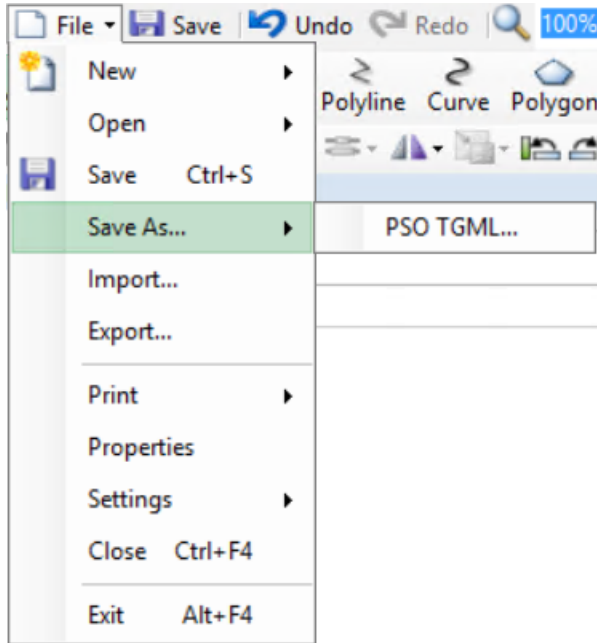 File Save Undo Redo 100%
New
Polyline Curve Polygon
Open
Save Ctrl+S
Save As... PSO TGML...
Import...
Export...
Print
Properties
Settings
Close Ctrl+F4
Exit Alt+F4